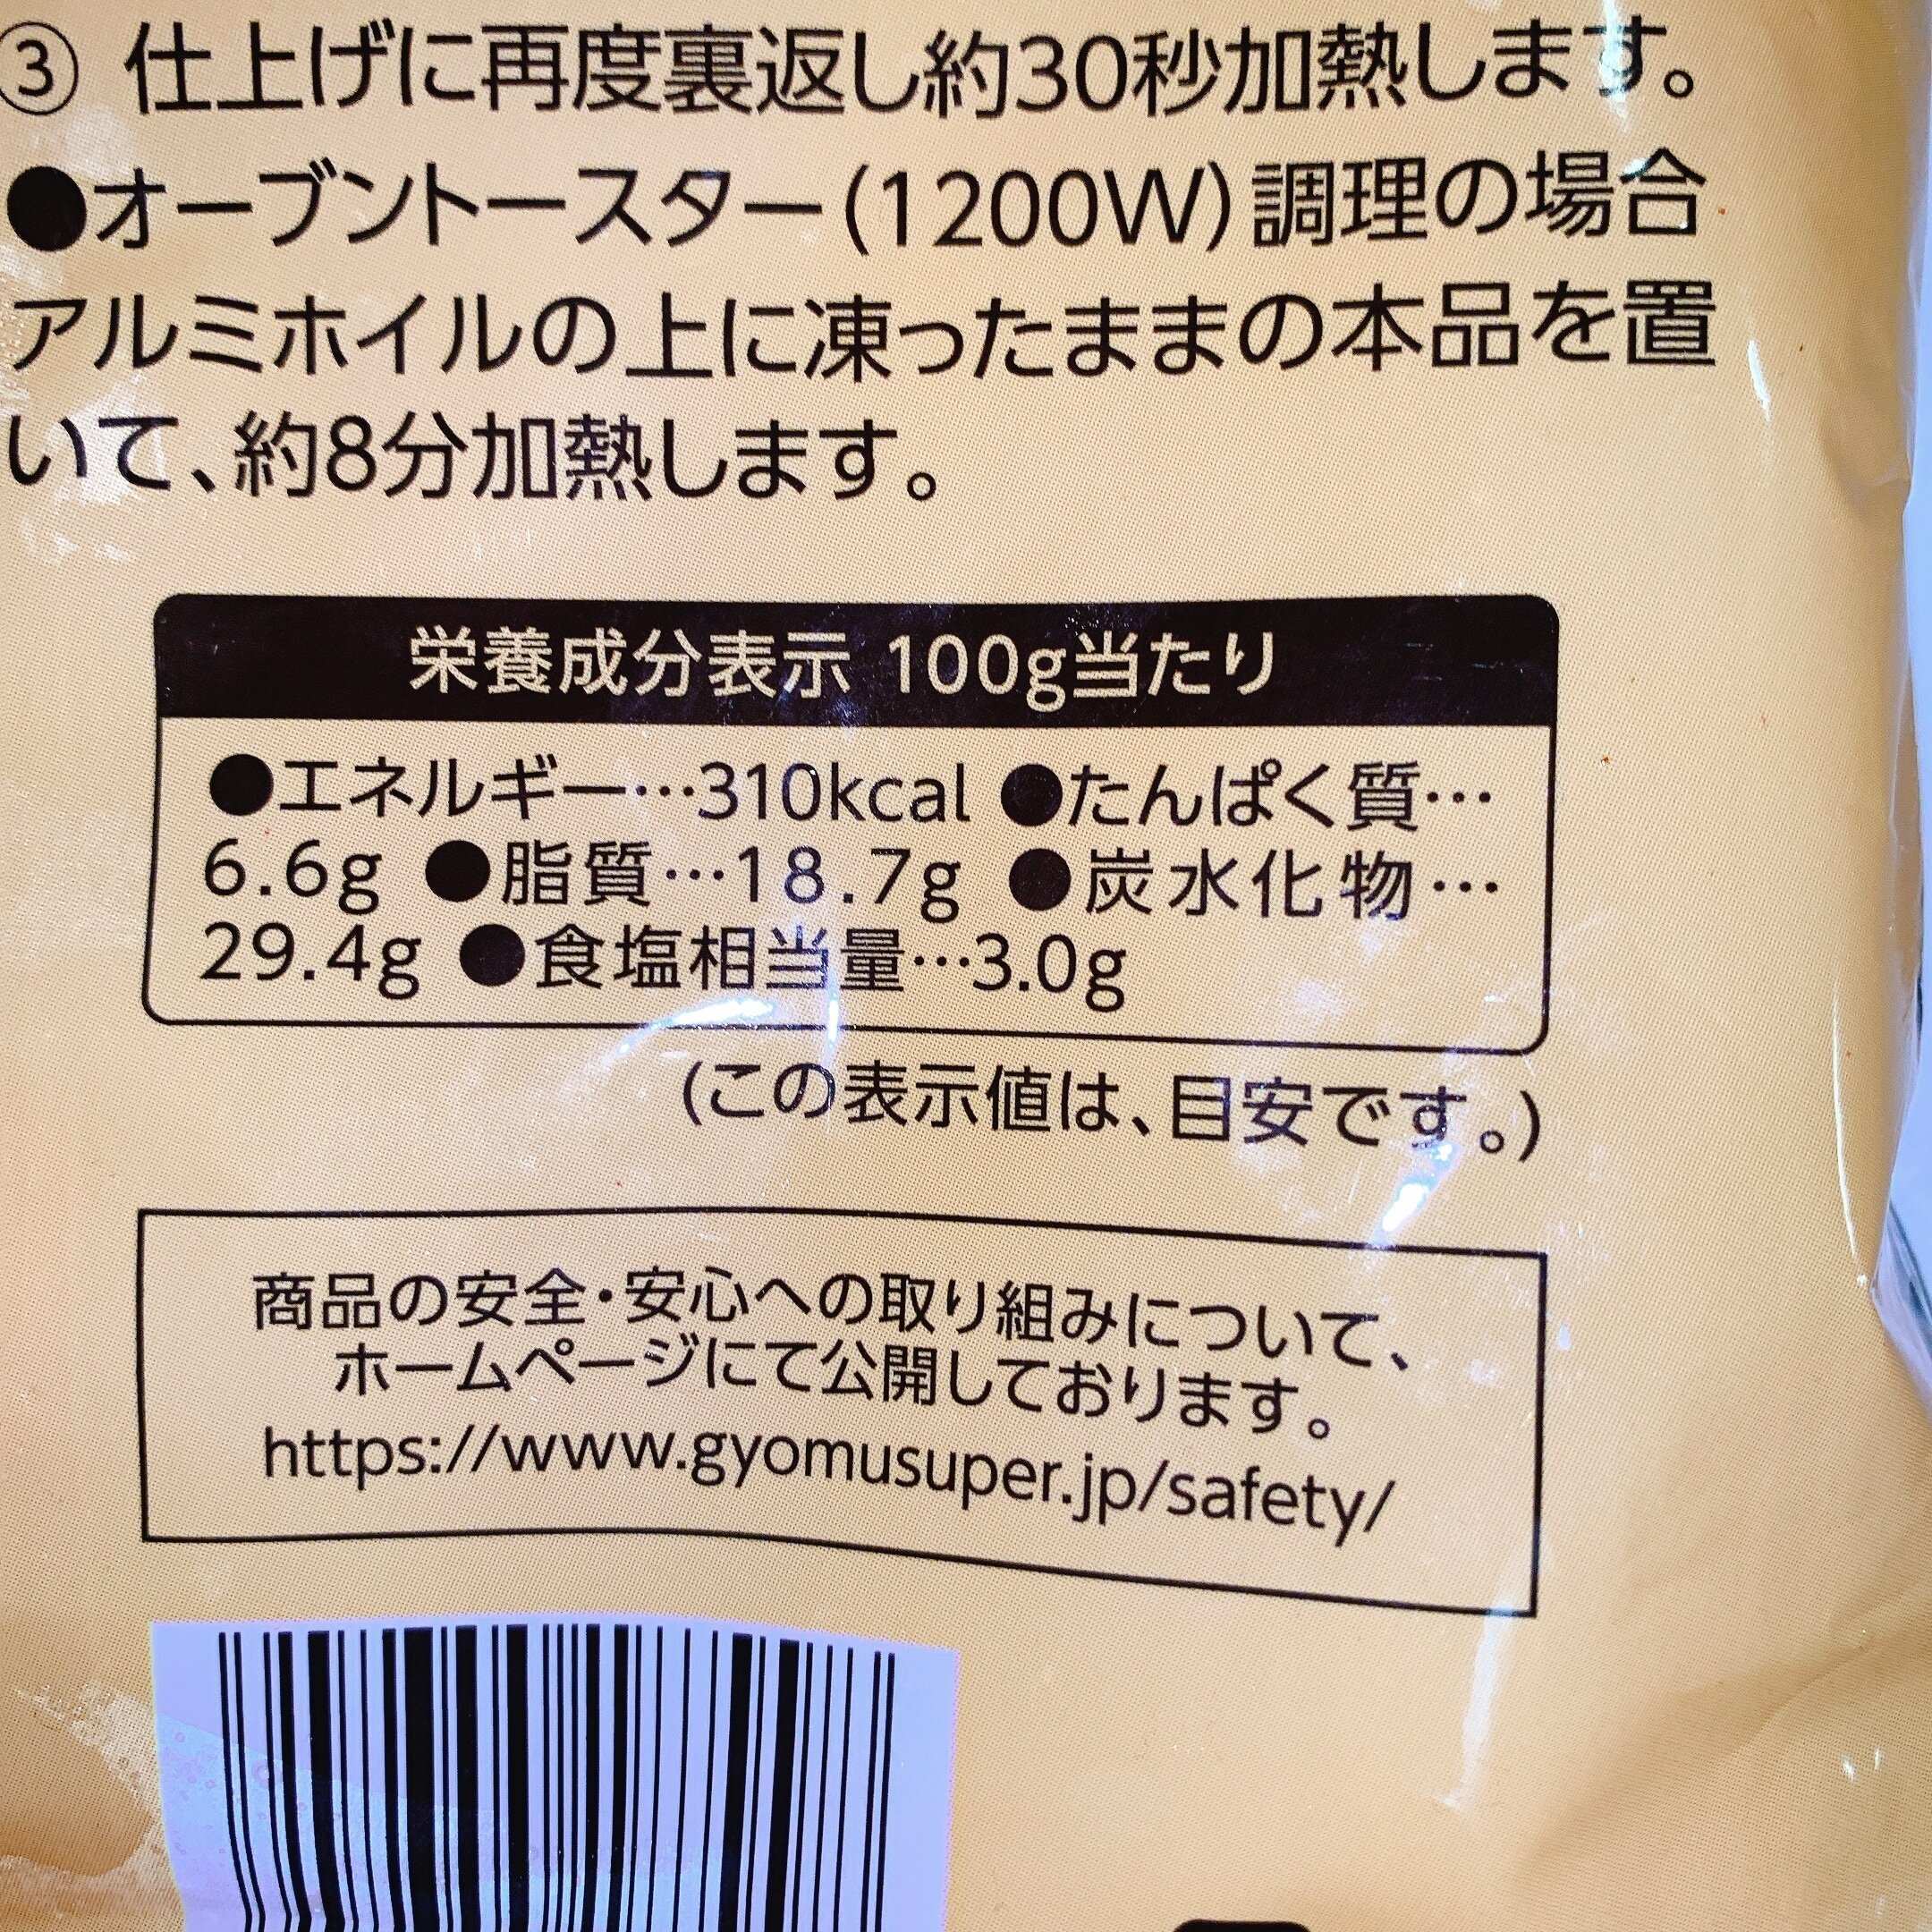 ③ 仕上げに再度裏返し約30秒加熱します。
●オーブントースター(1200W)調理の場合
アルミホイルの上に凍ったままの本品を置
いて、約8分加熱します。
栄養成分表示 100g当たり
●エネルギー…310kcal ●たんぱく質…
6.6g ●脂質…18.7g ●炭水化物…
29.4g ●食塩相当量…3.0g
(この表示値は、目安です。)
商品の安全・安心への取り組みについて、
ホームページにて公開しております。
https://www.gyomusuper.jp/safety/